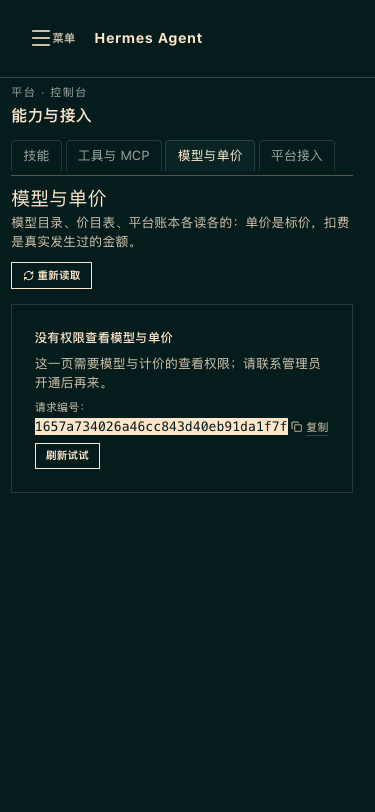 菜单 Hermes Agent
平台 · 控制台
能力与接入
技能 工具与 MCP 模型与单价 平台接入
模型与单价
模型目录、价目表、平台账本各读各的：单价是标价，扣费
是真实发生过的金额。
重新读取
没有权限查看模型与单价
这一页需要模型与计价的查看权限；请联系管理员
开通后再来。
请求编号：
1657a734026a46cc843d40eb91da1f7f 复制
刷新试试